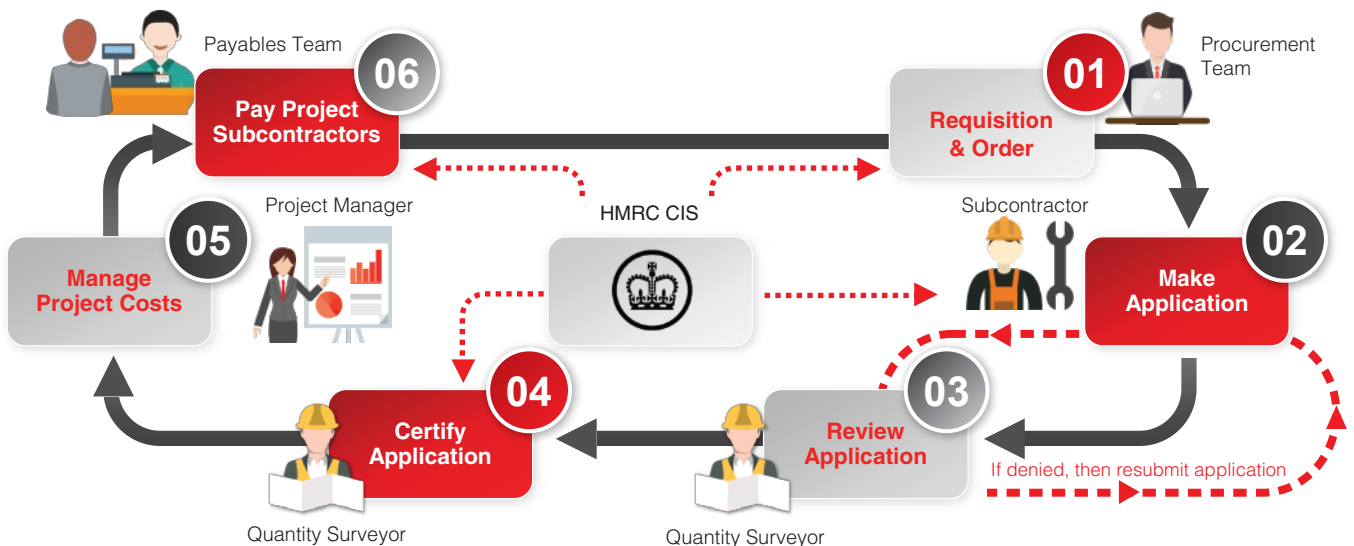 Payables Team
06
Pay Project
Subcontractors
01
Procurement
Team
Requisition
& Order
HMRC CIS
Subcontractor
02
Make
Application
Project Manager
05
Manage
Project Costs
04
Certify
Application
Quantity Surveyor
03
Review
Application
Quantity Surveyor
If denied, then resubmit application